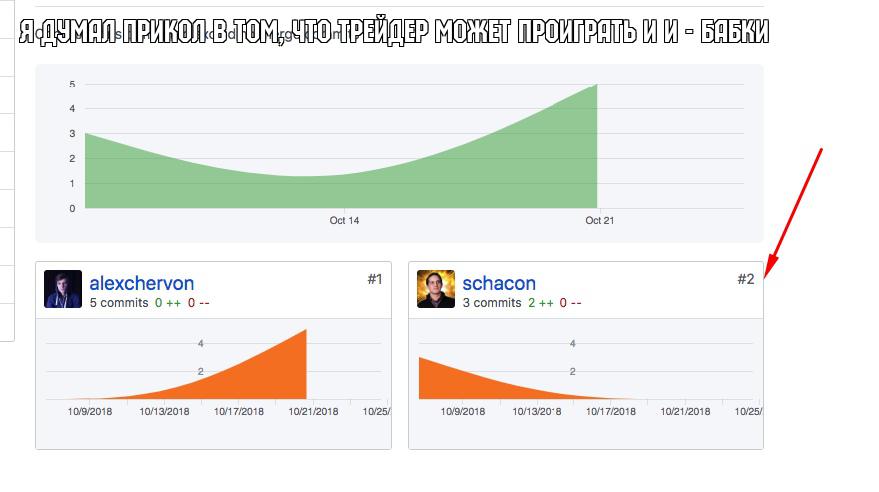 Я ДУМАЛ ПРИКОЛ В ТОМ, ЧТО ТРЕЙДЕР МОЖЕТ ПРОИГРАТЬ И И - БАБКИ
5
4
3
2
1
0
Oct 14 Oct 21
alexchervon #1
5 commits 0 ++ 0 --
4
2
10/9/2018 10/13/2018 10/17/2018 10/21/2018 10/25/
schacon #2
3 commits 2 ++ 0 --
4
2
10/9/2018 10/13/2018 10/17/2018 10/21/2018 10/25/